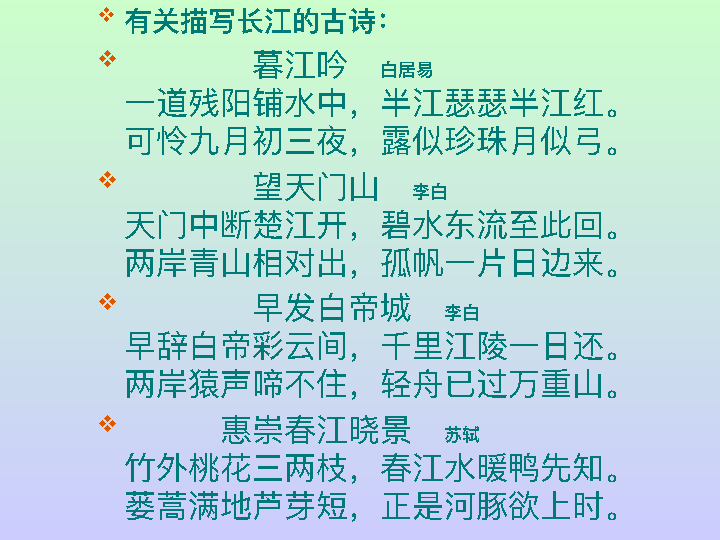 有关描写长江的古诗：
暮江吟 白居易
一道残阳铺水中，半江瑟瑟半江红。
可怜九月初三夜，露似珍珠月似弓。
望天门山 李白
天门中断楚江开，碧水东流至此回。
两岸青山相对出，孤帆一片日边来。
早发白帝城 李白
早辞白帝彩云间，千里江陵一日还。
两岸猿声啼不住，轻舟已过万重山。
惠崇春江晓景 苏轼
竹外桃花三两枝，春江水暖鸭先知。
蒌蒿满地芦芽短，正是河豚欲上时。